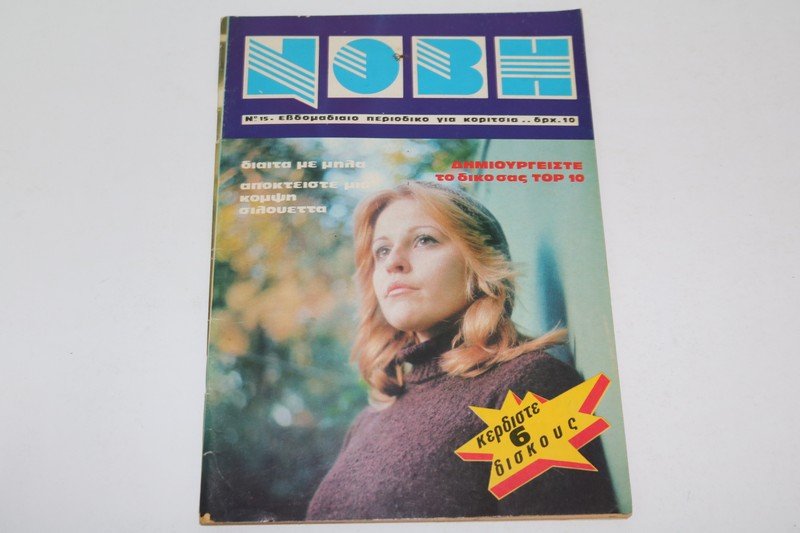 ΝΟΒΗ
Νº 15 - εβδομαδιαιο περιοδικο για κοριτσια .. δρχ. 10
διαιτα με μηλα
αποκτειστε μια
κομψη
σιλουεττα
ΔΗΜΙΟΥΡΓΕΙΣΤΕ
το δικο σας TOP 10
κερδιστε
6
δισκους